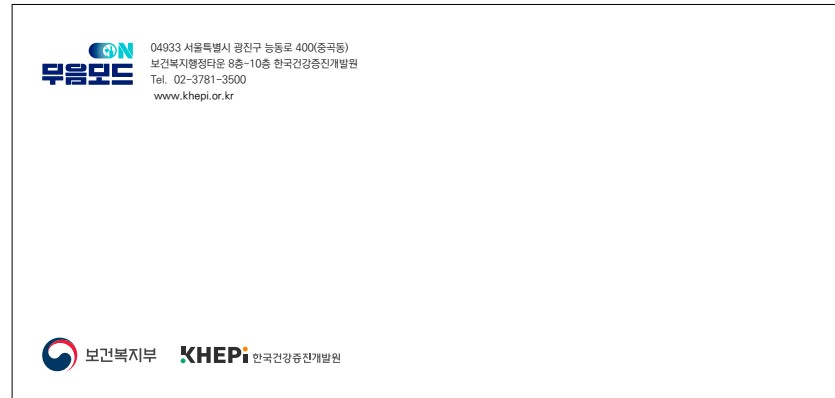 ON
무음모드
04933 서울특별시 광진구 능동로 400(중곡동)
보건복지행정타운 8층-10층 한국건강증진개발원
Tel. 02-3781-3500
www.khepi.or.kr
보건복지부
KHEPi 한국건강증진개발원